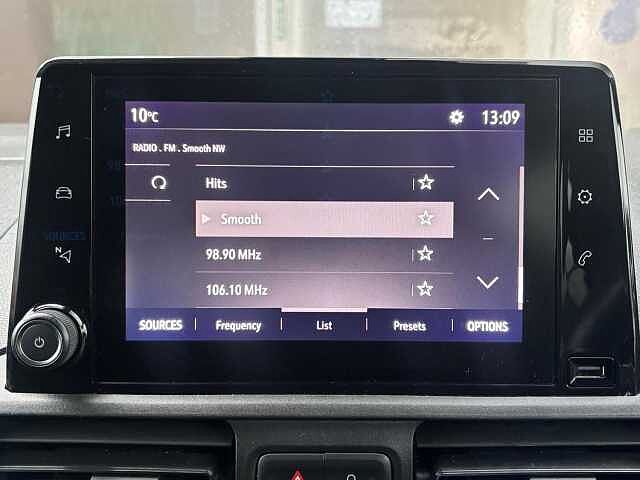 10°C 13:09
RADIO . FM . Smooth NW
Hits
Smooth
98.90 MHz
106.10 MHz
SOURCES Frequency List Presets OPTIONS
N
SOURCES